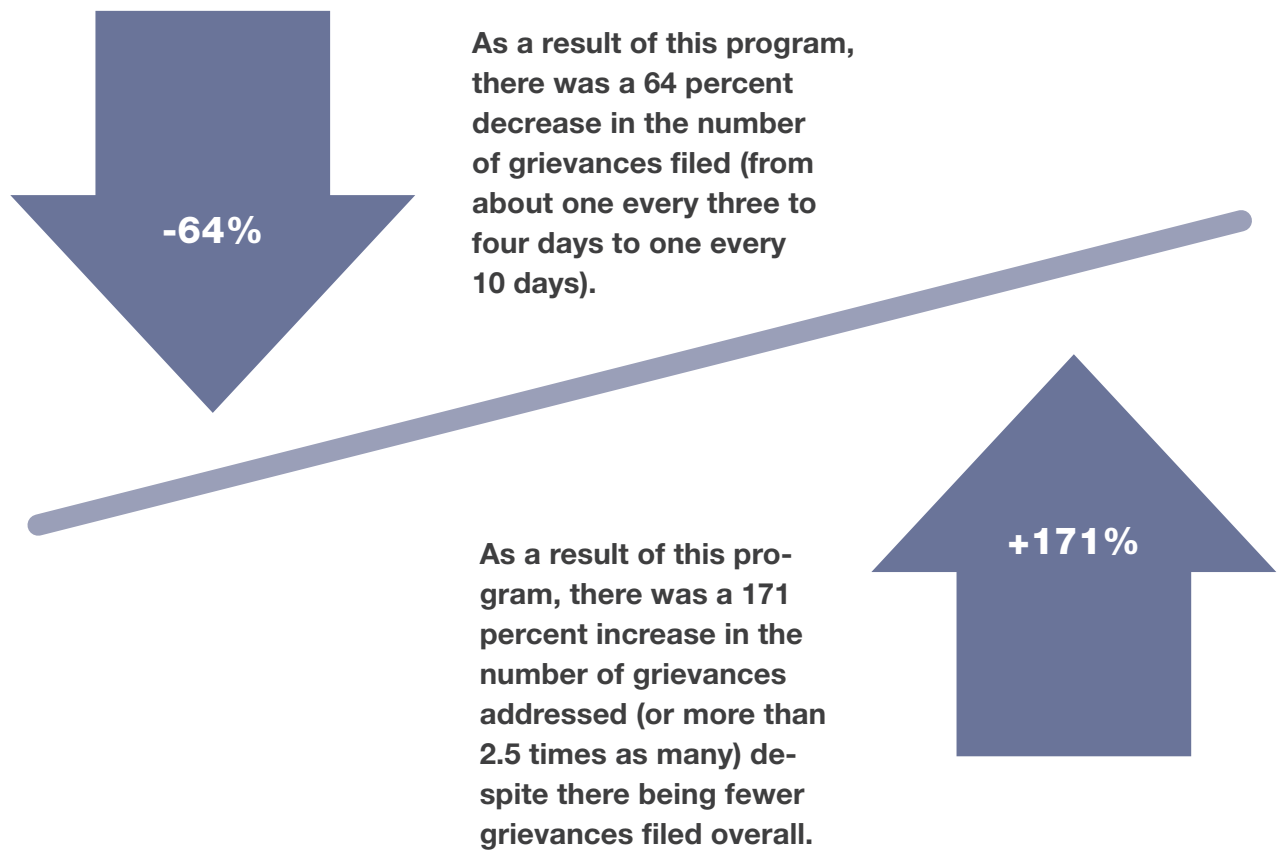 As a result of this program,
there was a 64 percent
decrease in the number
of grievances filed (from
about one every three to
four days to one every
10 days).
-64%
+171%
As a result of this pro-
gram, there was a 171
percent increase in the
number of grievances
addressed (or more than
2.5 times as many) de-
spite there being fewer
grievances filed overall.